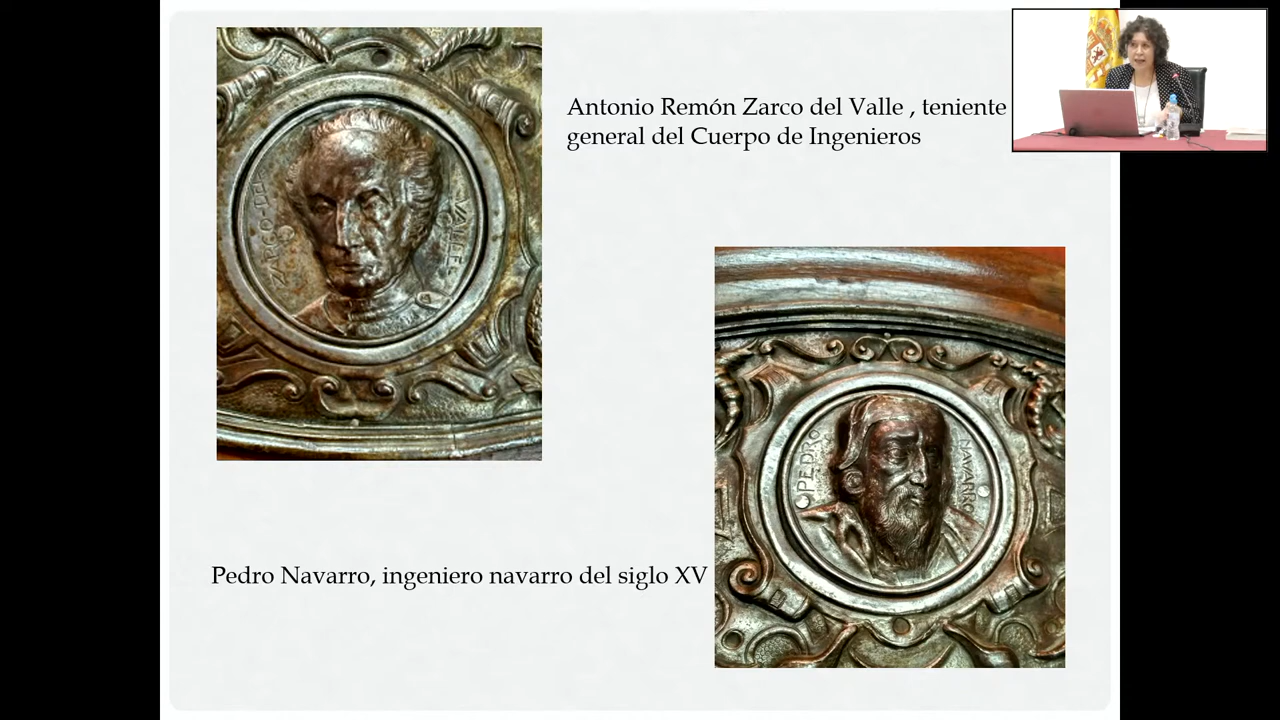 Antonio Remón Zarco del Valle , teniente
general del Cuerpo de Ingenieros
ZARCO-DEL
VALLE
PEDRO
NAVARRO
Pedro Navarro, ingeniero navarro del siglo XV